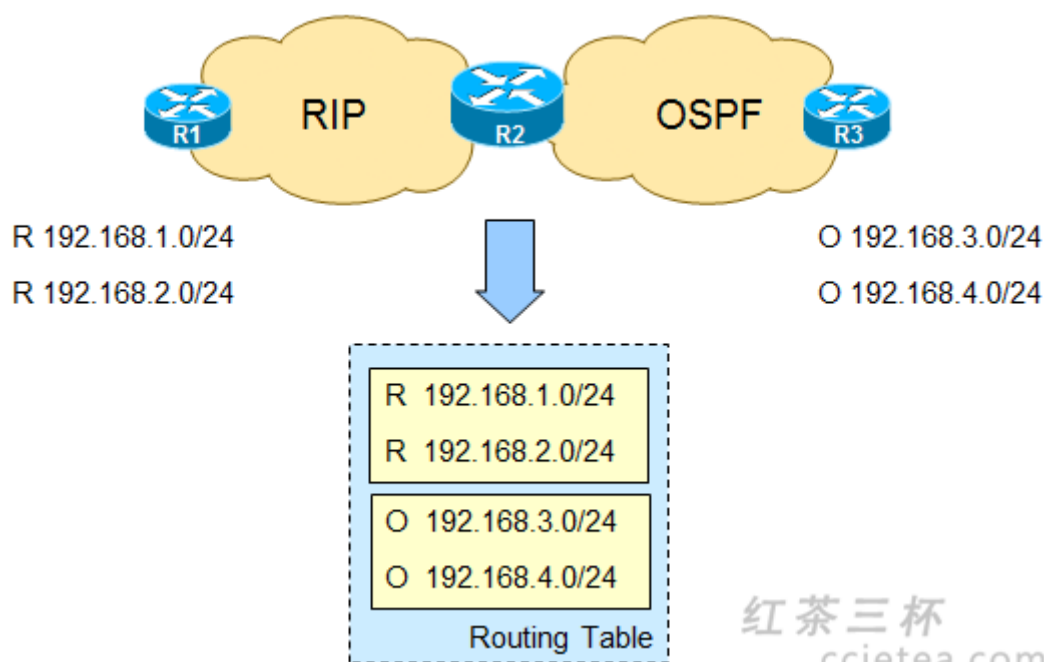 RIP
OSPF
R1
R2
R3
R 192.168.1.0/24
R 192.168.2.0/24
O 192.168.3.0/24
O 192.168.4.0/24
R 192.168.1.0/24
R 192.168.2.0/24
O 192.168.3.0/24
O 192.168.4.0/24
Routing Table
红茶三杯
ccietea.com